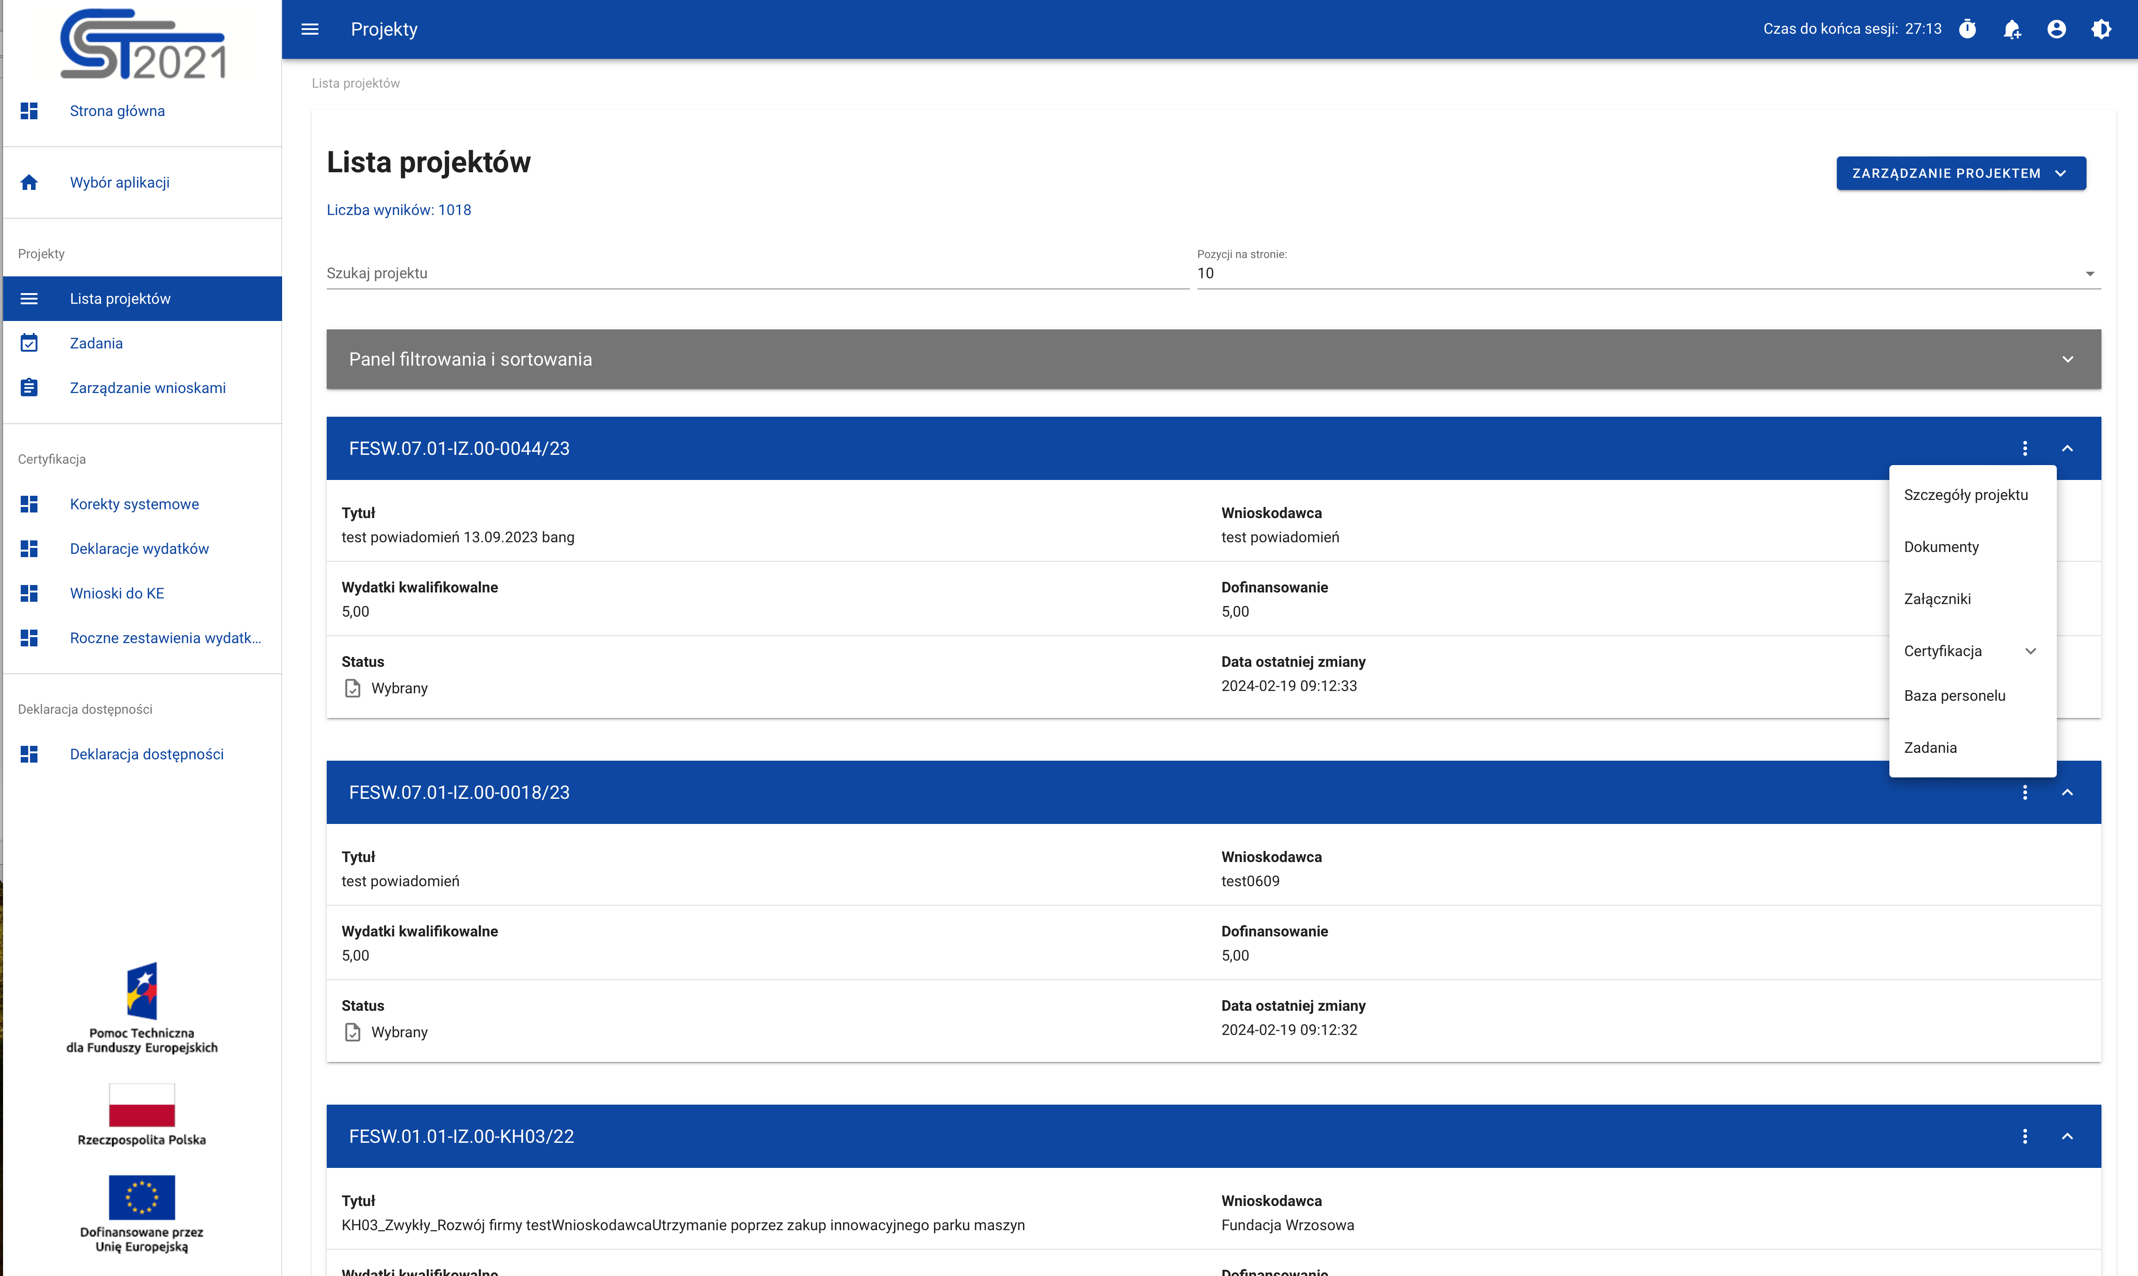 CST2021
Strona główna
Wybór aplikacji
Projekty
Lista projektów
Zadania
Zarządzanie wnioskami
Certyfikacja
Korekty systemowe
Deklaracje wydatków
Wnioski do KE
Roczne zestawienia wydatk...
Deklaracja dostępności
Deklaracja dostępności
Pomoc Techniczna
dla Funduszy Europejskich
Rzeczpospolita Polska
Dofinansowane przez
Unię Europejską
Projekty
Czas do końca sesji: 27:13
Lista projektów
Lista projektów
ZARZĄDZANIE PROJEKTEM
Liczba wyników: 1018
Szukaj projektu
Pozycji na stronie:
10
Panel filtrowania i sortowania
FESW.07.01-IZ.00-0044/23
Tytuł
test powiadomień 13.09.2023 bang
Wnioskodawca
test powiadomień
Wydatki kwalifikowalne
5,00
Dofinansowanie
5,00
Status
Wybrany
Data ostatniej zmiany
2024-02-19 09:12:33
Szczegóły projektu
Dokumenty
Załączniki
Certyfikacja
Baza personelu
Zadania
FESW.07.01-IZ.00-0018/23
Tytuł
test powiadomień
Wnioskodawca
test0609
Wydatki kwalifikowalne
5,00
Dofinansowanie
5,00
Status
Wybrany
Data ostatniej zmiany
2024-02-19 09:12:32
FESW.01.01-IZ.00-KH03/22
Tytuł
KH03_Zwykły_Rozwój firmy testWnioskodawcaUtrzymanie poprzez zakup innowacyjnego parku maszyn
Wnioskodawca
Fundacja Wrzosowa
Wydatki kwalifikowalne
Dofinansowanie